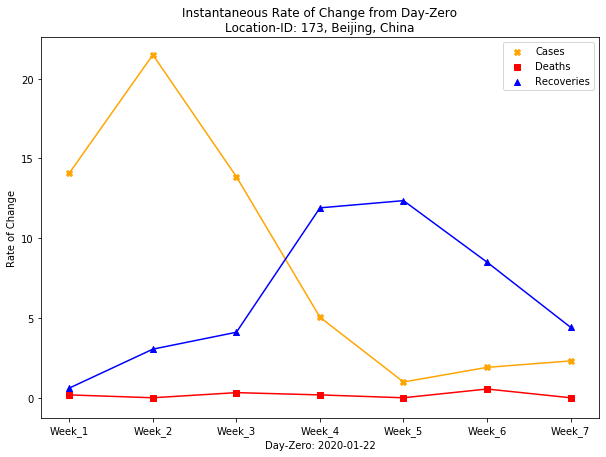 Instantaneous Rate of Change from Day-Zero
Location-ID: 173, Beijing, China
Cases
Deaths
Recoveries
Rate of Change
20
15
10
5
0
Week_1 Week_2 Week_3 Week_4 Week_5 Week_6 Week_7
Day-Zero: 2020-01-22